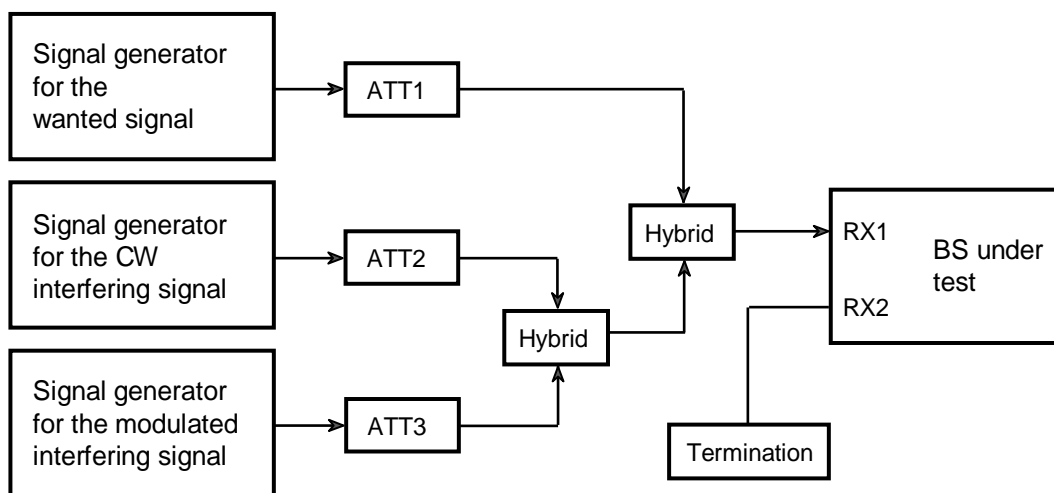 Signal generator
for the
wanted signal
ATT1
Signal generator
for the CW
interfering signal
ATT2
Hybrid
Hybrid
Signal generator
for the modulated
interfering signal
ATT3
RX1
BS under
test
RX2
Termination